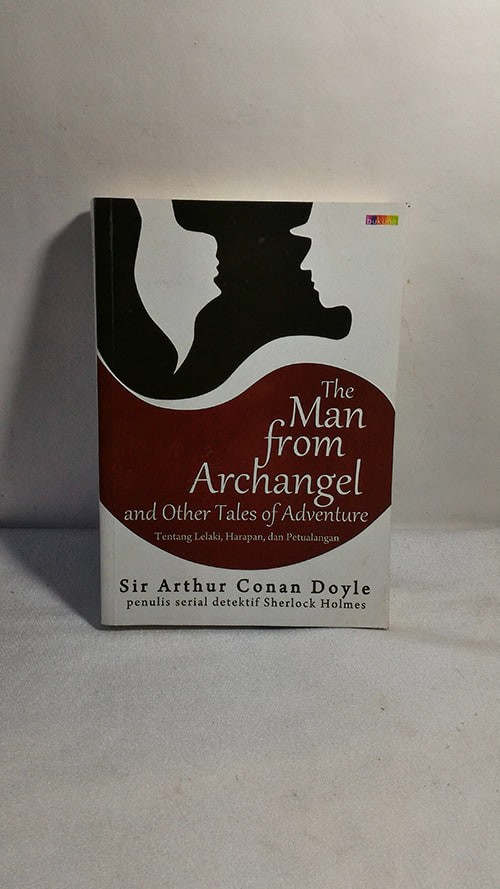 bukune
The
Man
from
Archangel
and Other Tales of Adventure
Tentang Lelaki, Harapan, dan Petualangan
Sir Arthur Conan Doyle
penulis serial detektif Sherlock Holmes